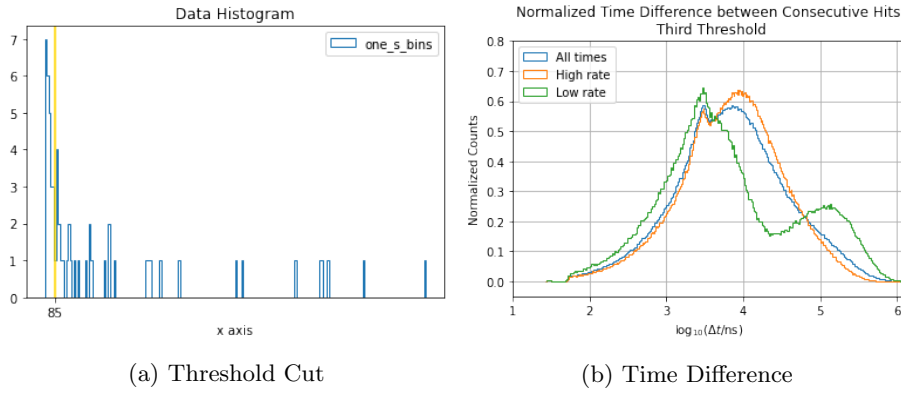 Data Histogram
7
6
5
4
3
2
1
0
one_s_bins
85
x axis
(a) Threshold Cut
Normalized Time Difference between Consecutive Hits
Third Threshold
0.8
0.7
0.6
0.5
0.4
0.3
0.2
0.1
0.0
Normalized Counts
All times
High rate
Low rate
1 2 3 4 5 6
log₁₀(Δt/ns)
(b) Time Difference